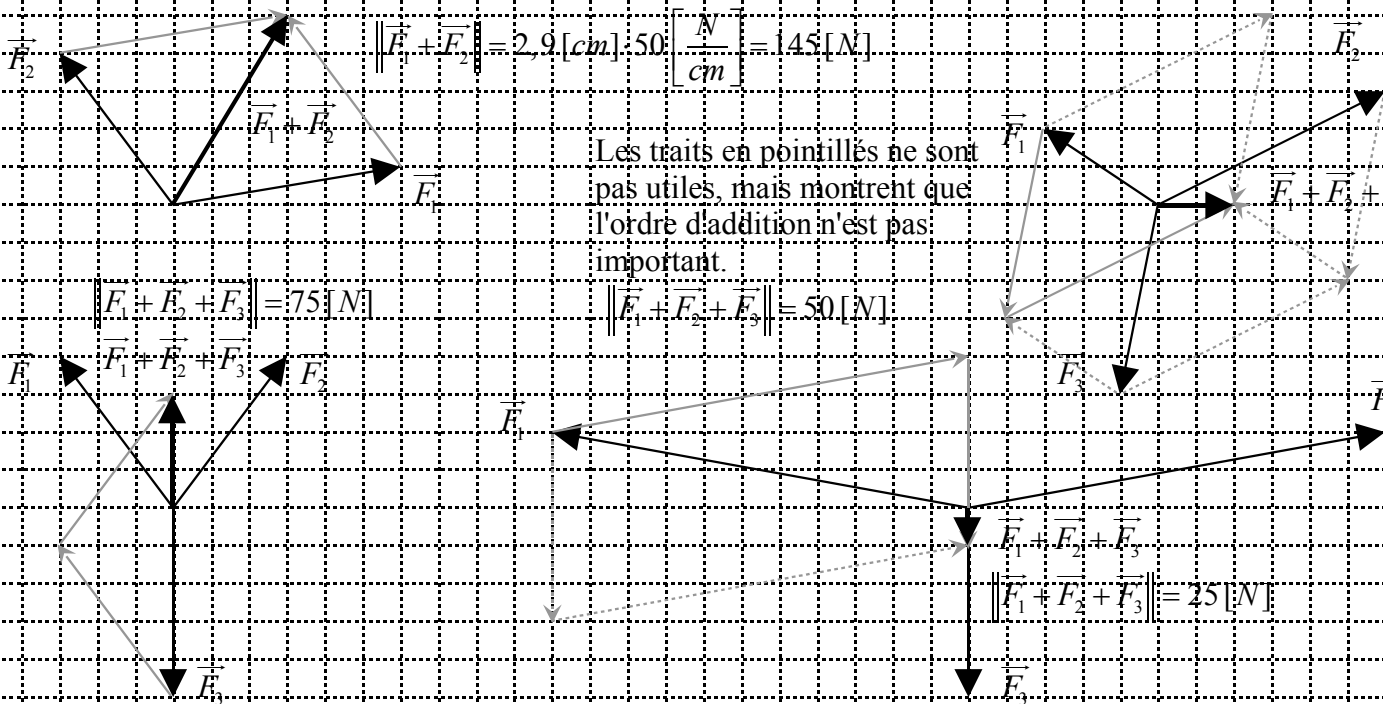 F₂
‖F₁ + F₂‖ = 2,9 [cm]·50 [N/cm] = 145 [N]
F₁ + F₂
F₁
F₂
F₁
F₁ + F₂ +
F₃
Les traits en pointillés ne sont
pas utiles, mais montrent que
l'ordre d'addition n'est pas
important.
‖F₁ + F₂ + F₃‖ = 50 [N]
‖F₁ + F₂ + F₃‖ = 75 [N]
F₁ + F₂ + F₃
F₁
F₂
F₃
F₁
F₁ + F₂ + F₃
‖F₁ + F₂ + F₃‖ = 25 [N]
F₃